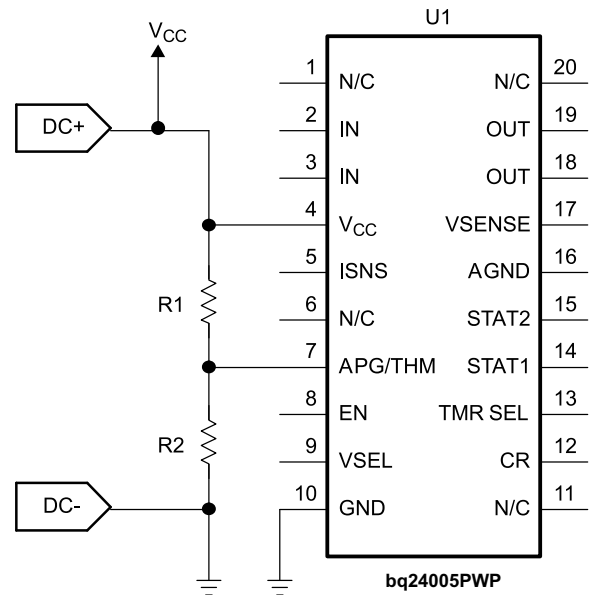 U1
V_CC
DC+
1 N/C N/C 20
2 IN OUT 19
3 IN OUT 18
4 V_CC VSENSE 17
5 ISNS AGND 16
R1
6 N/C STAT2 15
7 APG/THM STAT1 14
8 EN TMR SEL 13
R2
9 VSEL CR 12
DC-
10 GND N/C 11
bq24005PWP